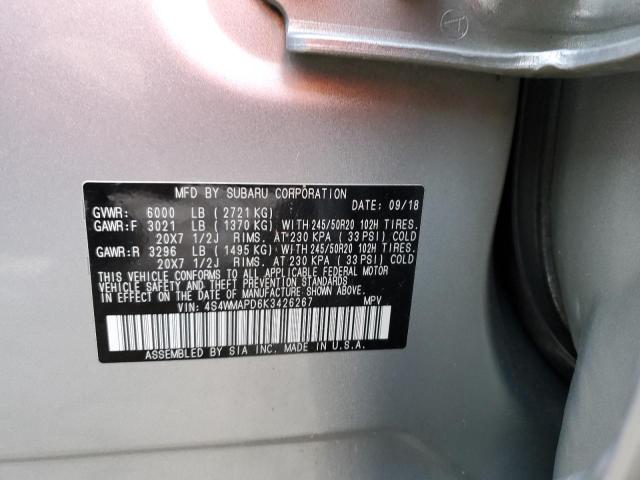 MFD BY SUBARU CORPORATION
DATE: 09/18
GVWR: 6000 LB (2721 KG)
GAWR:F 3021 LB (1370 KG) WITH 245/50R20 102H TIRES.
20X7 1/2J RIMS. AT 230 KPA (33 PSI) COLD
GAWR:R 3296 LB (1495 KG) WITH 245/50R20 102H TIRES.
20X7 1/2J RIMS. AT 230 KPA (33 PSI) COLD
THIS VEHICLE CONFORMS TO ALL APPLICABLE FEDERAL MOTOR
VEHICLE SAFETY AND THEFT PREVENTION STANDARDS
IN EFFECT ON THE DATE OF MANUFACTURE SHOWN ABOVE.
VIN: 4S4WMAPD6K3426267 MPV
ASSEMBLED BY SIA INC. MADE IN U.S.A.